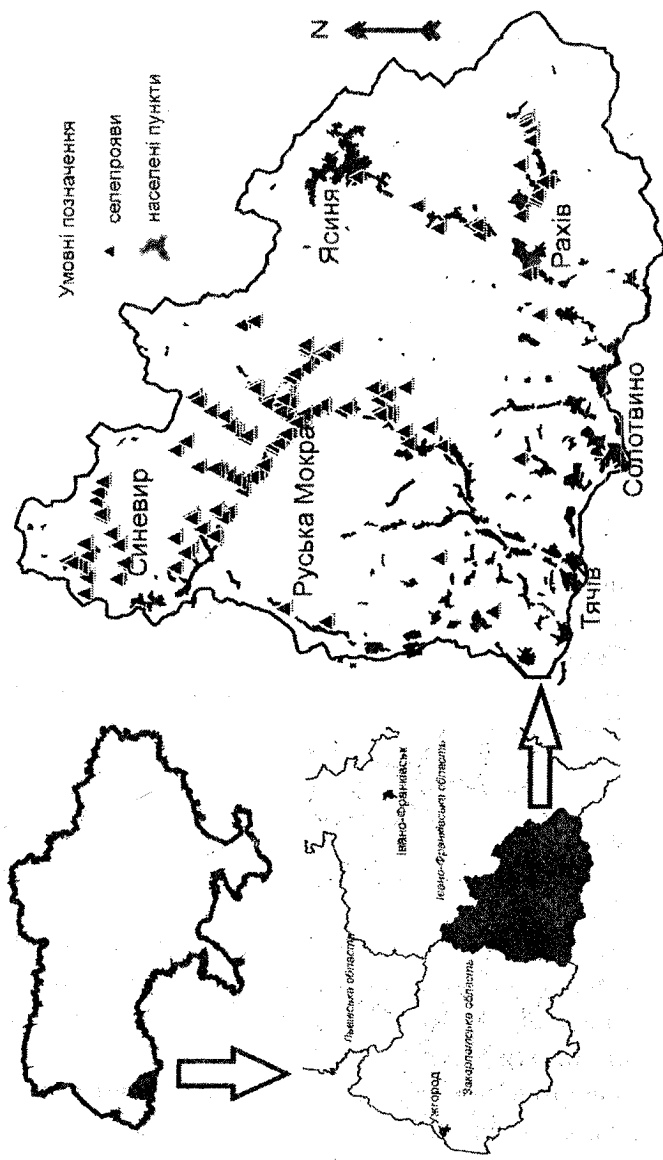 Умовні позначення
селепрояви
населені пункти
N
Синевир
Ясиня
Руська Мокра
Рахів
Тячів
Солотвино
Львівська область
Івано-Франківськ
Івано-Франківська область
Ужгород
Закарпатська область